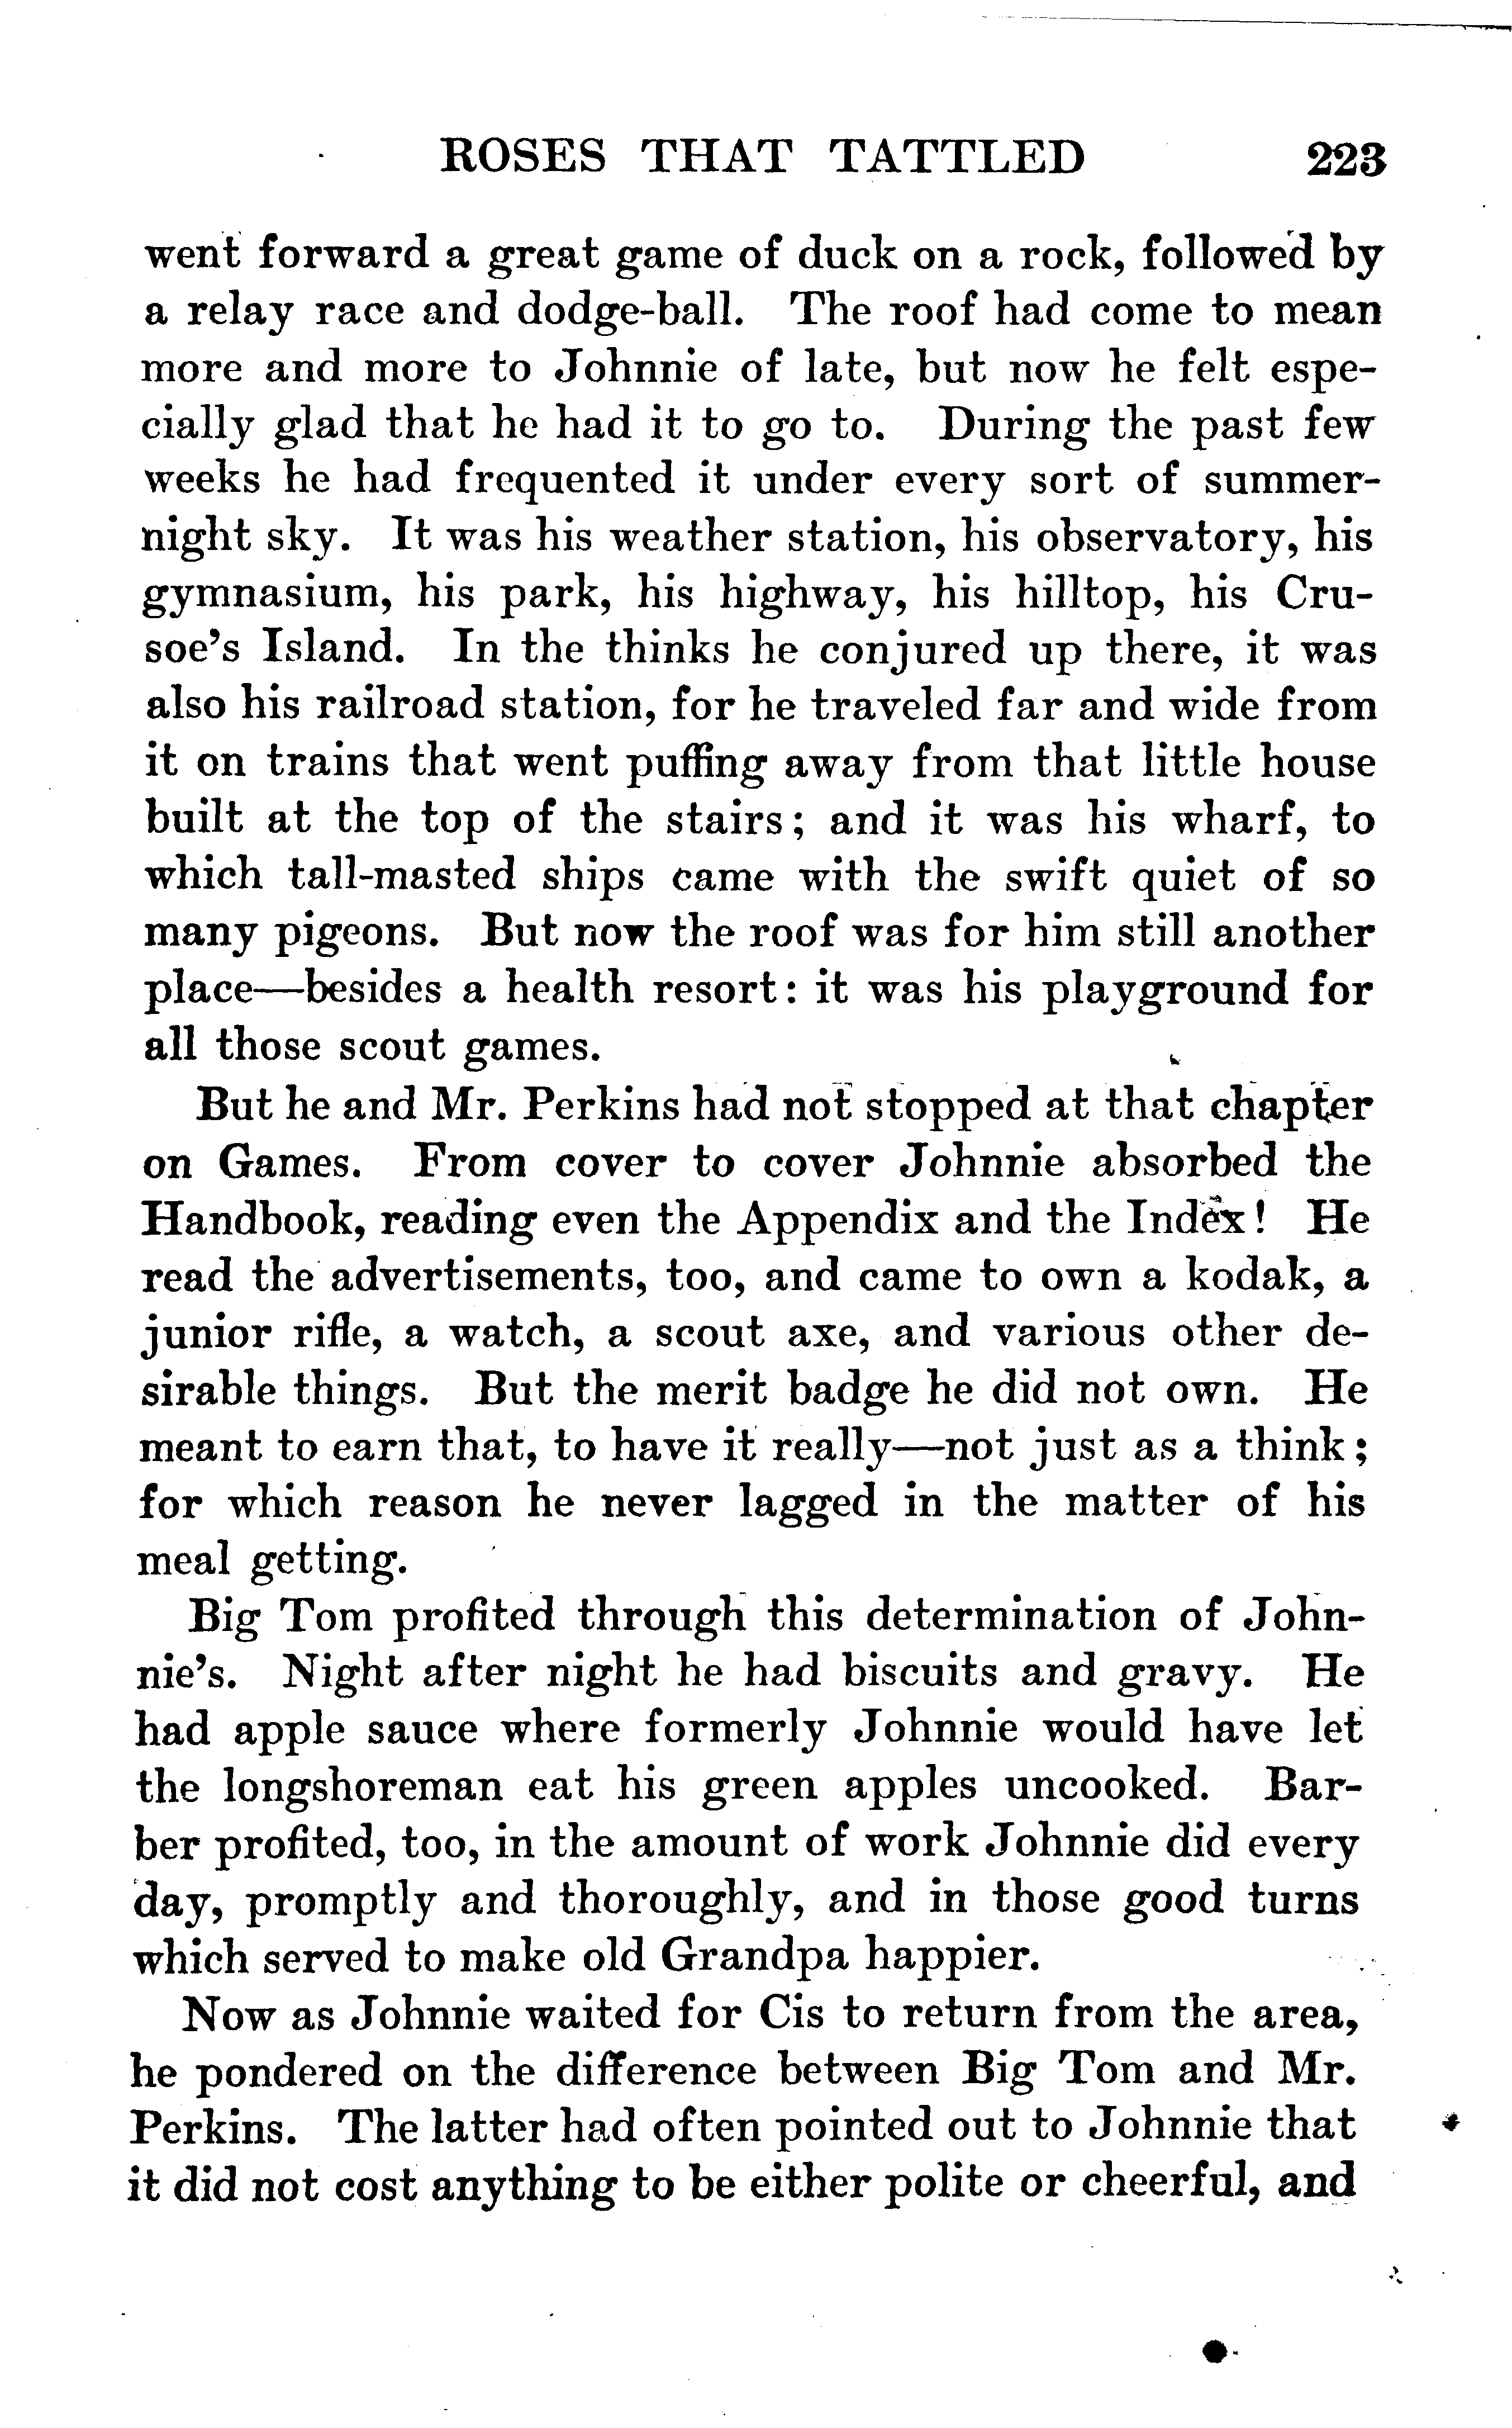 ROSES THAT TATTLED 223
went forward a great game of duck on a rock, followed by
a relay race and dodge-ball. The roof had come to mean
more and more to Johnnie of late, but now he felt espe-
cially glad that he had it to go to. During the past few
weeks he had frequented it under every sort of summer-
night sky. It was his weather station, his observatory, his
gymnasium, his park, his highway, his hilltop, his Cru-
soe's Island. In the thinks he conjured up there, it was
also his railroad station, for he traveled far and wide from
it on trains that went puffing away from that little house
built at the top of the stairs; and it was his wharf, to
which tall-masted ships came with the swift quiet of so
many pigeons. But now the roof was for him still another
place—besides a health resort: it was his playground for
all those scout games.
But he and Mr. Perkins had not stopped at that chapter
on Games. From cover to cover Johnnie absorbed the
Handbook, reading even the Appendix and the Index! He
read the advertisements, too, and came to own a kodak, a
junior rifle, a watch, a scout axe, and various other de-
sirable things. But the merit badge he did not own. He
meant to earn that, to have it really—not just as a think;
for which reason he never lagged in the matter of his
meal getting.
Big Tom profited through this determination of John-
nie's. Night after night he had biscuits and gravy. He
had apple sauce where formerly Johnnie would have let
the longshoreman eat his green apples uncooked. Bar-
ber profited, too, in the amount of work Johnnie did every
day, promptly and thoroughly, and in those good turns
which served to make old Grandpa happier.
Now as Johnnie waited for Cis to return from the area,
he pondered on the difference between Big Tom and Mr.
Perkins. The latter had often pointed out to Johnnie that
it did not cost anything to be either polite or cheerful, and